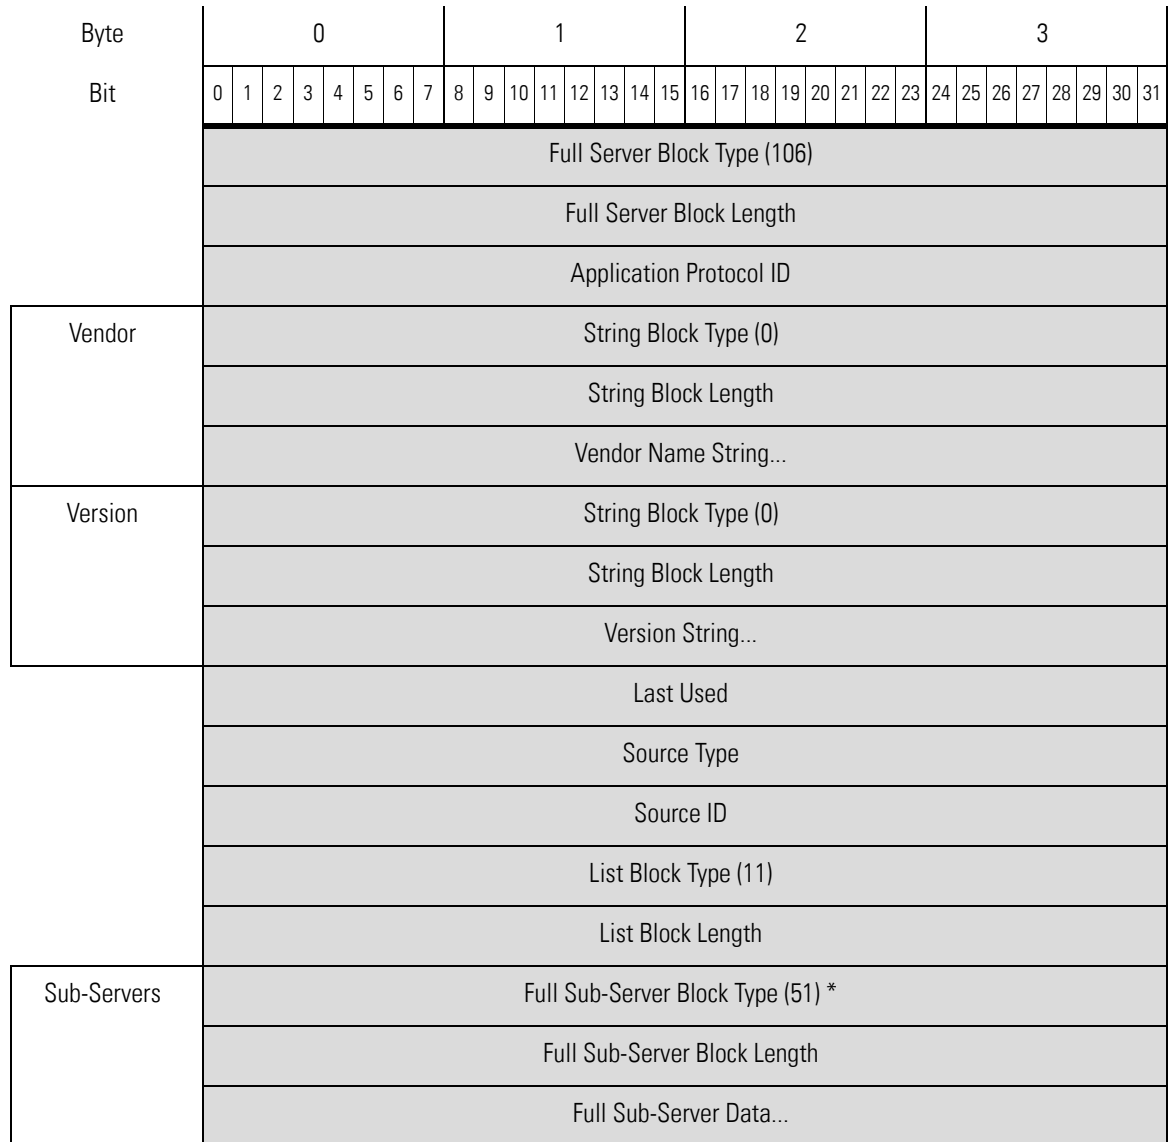 Byte 0 1 2 3
Bit 0 1 2 3 4 5 6 7 8 9 10 11 12 13 14 15 16 17 18 19 20 21 22 23 24 25 26 27 28 29 30 31
Full Server Block Type (106)
Full Server Block Length
Application Protocol ID
Vendor String Block Type (0)
String Block Length
Vendor Name String...
Version String Block Type (0)
String Block Length
Version String...
Last Used
Source Type
Source ID
List Block Type (11)
List Block Length
Sub-Servers Full Sub-Server Block Type (51) *
Full Sub-Server Block Length
Full Sub-Server Data...